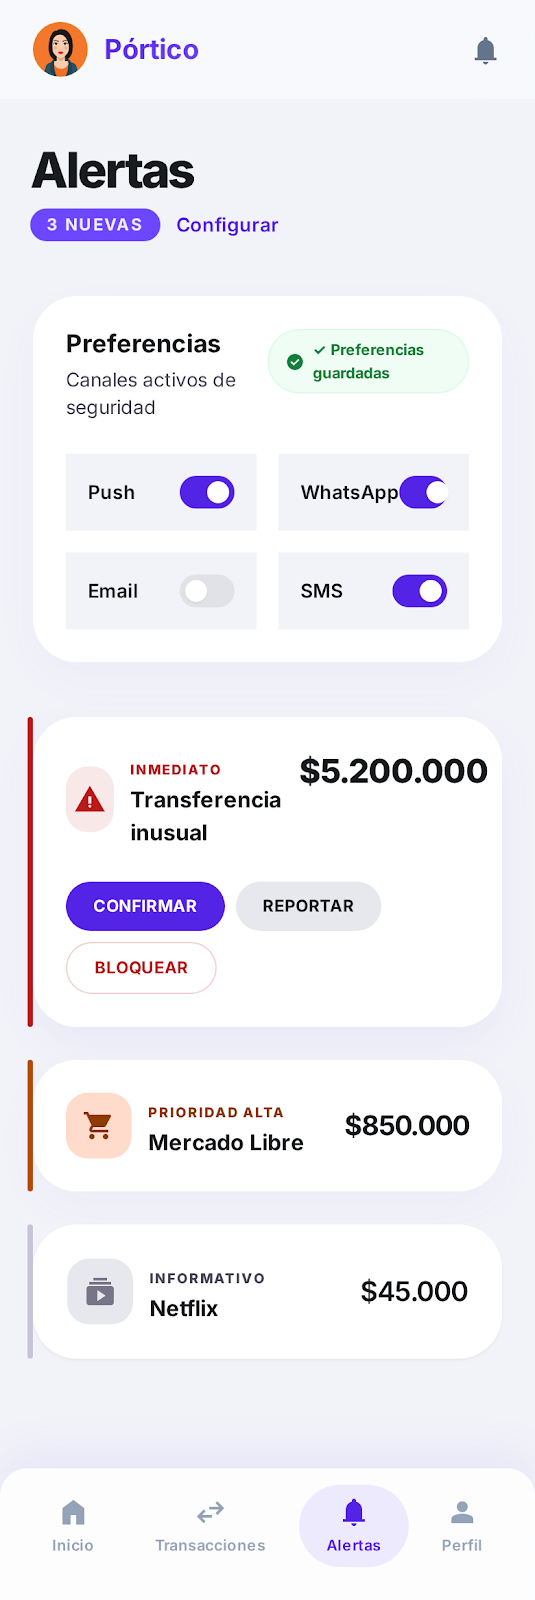 Pórtico
Alertas
3 NUEVAS Configurar
Preferencias
Canales activos de
seguridad
✓ Preferencias
guardadas
Push
WhatsApp
Email
SMS
INMEDIATO
Transferencia
inusual
$5.200.000
CONFIRMAR
REPORTAR
BLOQUEAR
PRIORIDAD ALTA
Mercado Libre
$850.000
INFORMATIVO
Netflix
$45.000
Inicio
Transacciones
Alertas
Perfil